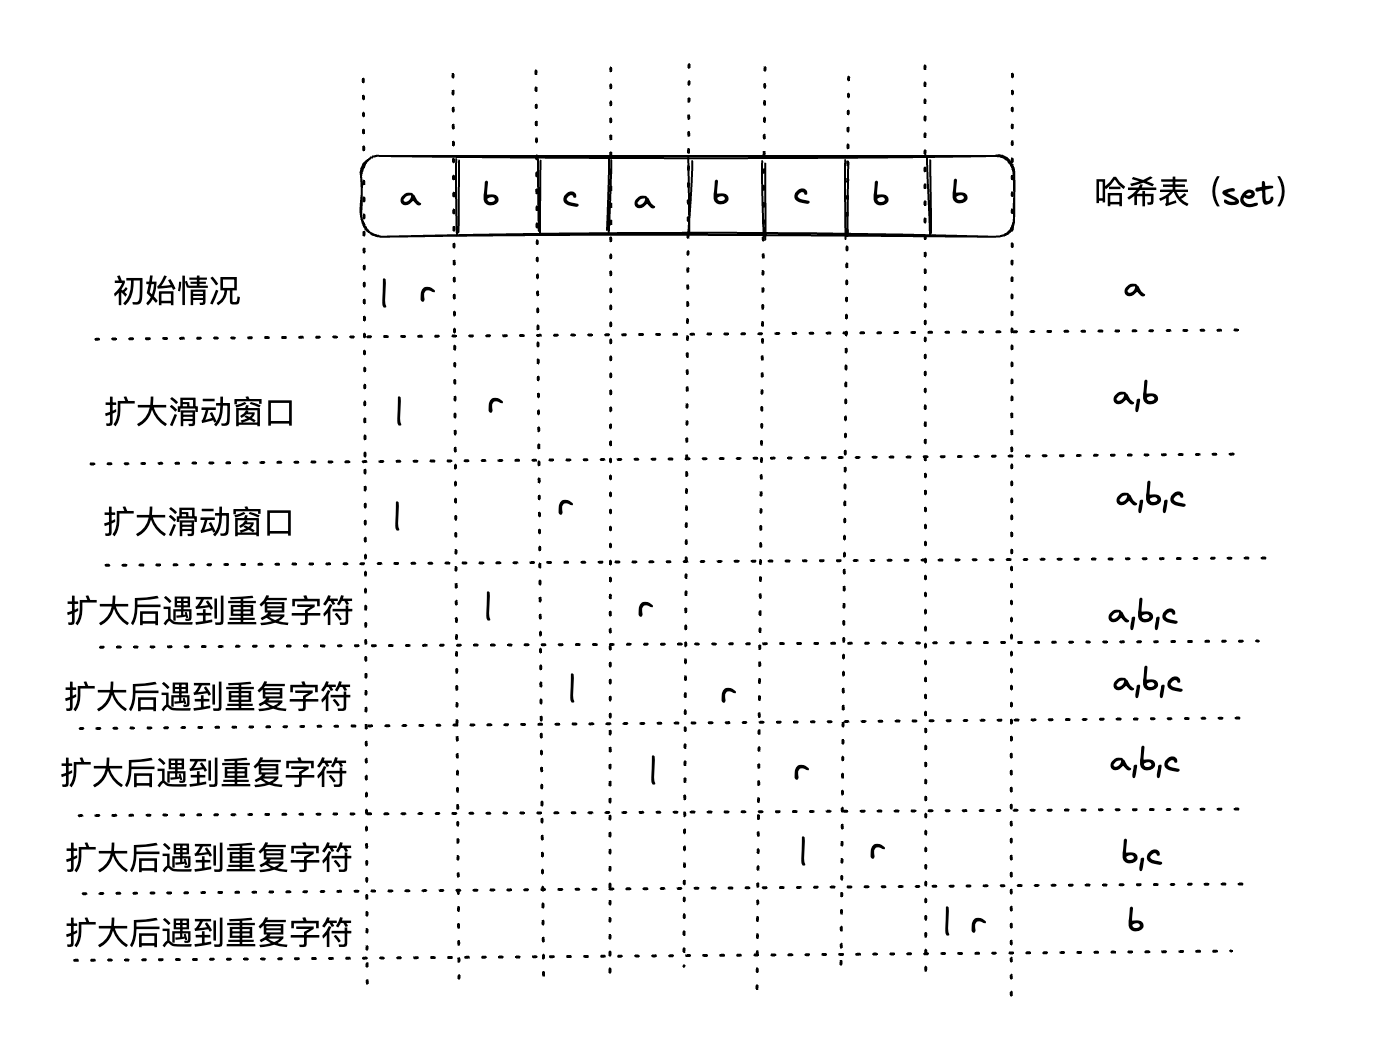 a b c a b c b b 哈希表（set）
初始情况 l r a
扩大滑动窗口 l r a,b
扩大滑动窗口 l r a,b,c
扩大后遇到重复字符 l r a,b,c
扩大后遇到重复字符 l r a,b,c
扩大后遇到重复字符 l r a,b,c
扩大后遇到重复字符 l r b,c
扩大后遇到重复字符 l r b